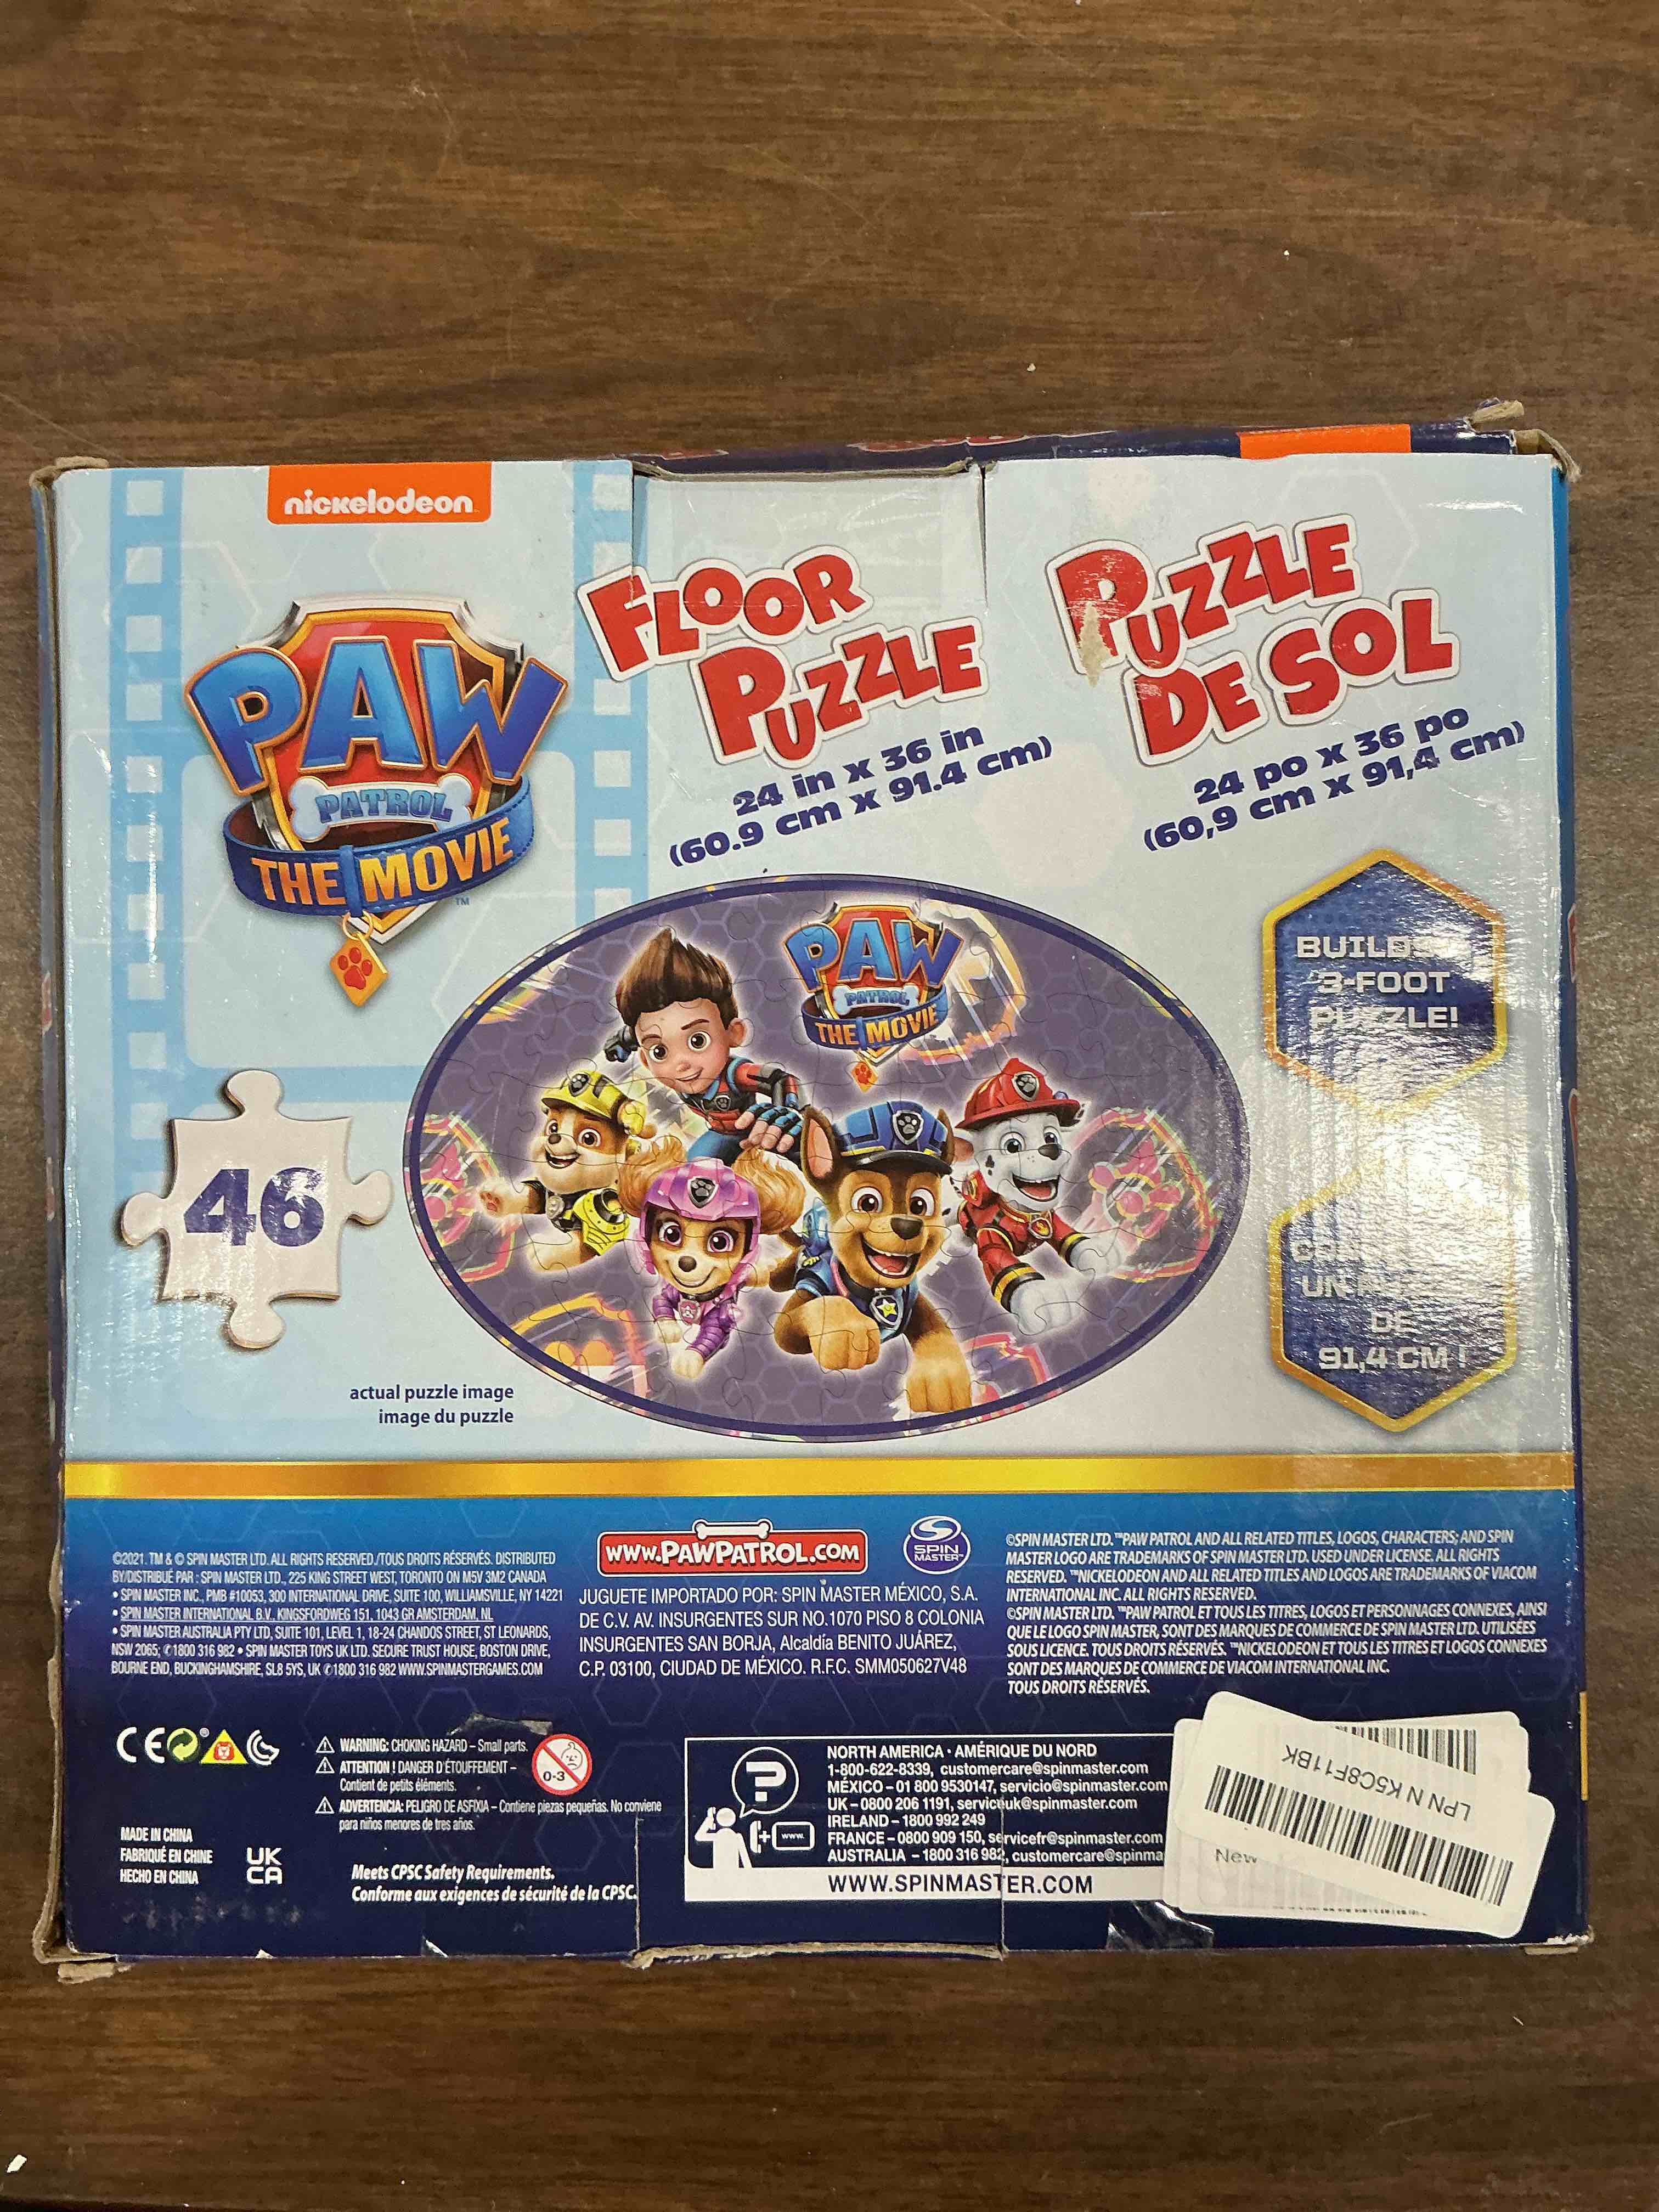 nickelodeon
PAW
PATROL
THE MOVIE
TM
FLOOR
PUZZLE
24 in x 36 in
(60.9 cm x 91.4 cm)
PUZZLE
DE SOL
24 po x 36 po
(60,9 cm x 91,4 cm)
BUILDS
3-FOOT
PUZZLE!
PAW
PATROL
THE MOVIE
46
UN
DE
91,4 CM !
actual puzzle image
image du puzzle
©2021. TM & © SPIN MASTER LTD. ALL RIGHTS RESERVED./TOUS DROITS RÉSERVÉS. DISTRIBUTED
BY/DISTRIBUÉ PAR : SPIN MASTER LTD., 225 KING STREET WEST, TORONTO ON M5V 3M2 CANADA
• SPIN MASTER INC., PMB #10053, 300 INTERNATIONAL DRIVE, SUITE 100, WILLIAMSVILLE, NY 14221
• SPIN MASTER INTERNATIONAL B.V., KINGSFORDWEG 151, 1043 GR AMSTERDAM, NL
• SPIN MASTER AUSTRALIA PTY LTD, SUITE 101, LEVEL 1, 18-24 CHANDOS STREET, ST LEONARDS,
NSW 2065; ✆1800 316 982 • SPIN MASTER TOYS UK LTD. SECURE TRUST HOUSE, BOSTON DRIVE,
BOURNE END, BUCKINGHAMSHIRE, SL8 5YS, UK ✆1800 316 982 WWW.SPINMASTERGAMES.COM
WWW.PAWPATROL.COM
SPIN
MASTER™
JUGUETE IMPORTADO POR: SPIN MASTER MÉXICO, S.A.
DE C.V. AV. INSURGENTES SUR NO.1070 PISO 8 COLONIA
INSURGENTES SAN BORJA, Alcaldía BENITO JUÁREZ,
C.P. 03100, CIUDAD DE MÉXICO. R.F.C. SMM050627V48
©SPIN MASTER LTD. ™PAW PATROL AND ALL RELATED TITLES, LOGOS, CHARACTERS; AND SPIN
MASTER LOGO ARE TRADEMARKS OF SPIN MASTER LTD. USED UNDER LICENSE. ALL RIGHTS
RESERVED. ™NICKELODEON AND ALL RELATED TITLES AND LOGOS ARE TRADEMARKS OF VIACOM
INTERNATIONAL INC. ALL RIGHTS RESERVED.
©SPIN MASTER LTD. ™PAW PATROL ET TOUS LES TITRES, LOGOS ET PERSONNAGES CONNEXES, AINSI
QUE LE LOGO SPIN MASTER, SONT DES MARQUES DE COMMERCE DE SPIN MASTER LTD. UTILISÉES
SOUS LICENCE. TOUS DROITS RÉSERVÉS. ™NICKELODEON ET TOUS LES TITRES ET LOGOS CONNEXES
SONT DES MARQUES DE COMMERCE DE VIACOM INTERNATIONAL INC.
TOUS DROITS RÉSERVÉS.
CE
⚠ WARNING: CHOKING HAZARD – Small parts.
⚠ ATTENTION ! DANGER D'ÉTOUFFEMENT –
Contient de petits éléments.
⚠ ADVERTENCIA: PELIGRO DE ASFIXIA – Contiene piezas pequeñas. No conviene
para niños menores de tres años.
0-3
MADE IN CHINA
FABRIQUÉ EN CHINE
HECHO EN CHINA
UK
CA
Meets CPSC Safety Requirements.
Conforme aux exigences de sécurité de la CPSC.
?
www.
NORTH AMERICA • AMÉRIQUE DU NORD
1-800-622-8339, customercare@spinmaster.com
MÉXICO – 01 800 9530147, servicio@spinmaster.com
UK – 0800 206 1191, serviceuk@spinmaster.com
IRELAND – 1800 992 249
FRANCE – 0800 909 150, servicefr@spinmaster.com
AUSTRALIA – 1800 316 982, customercare@spinma
WWW.SPINMASTER.COM
LPN N K5C8F11BK
New